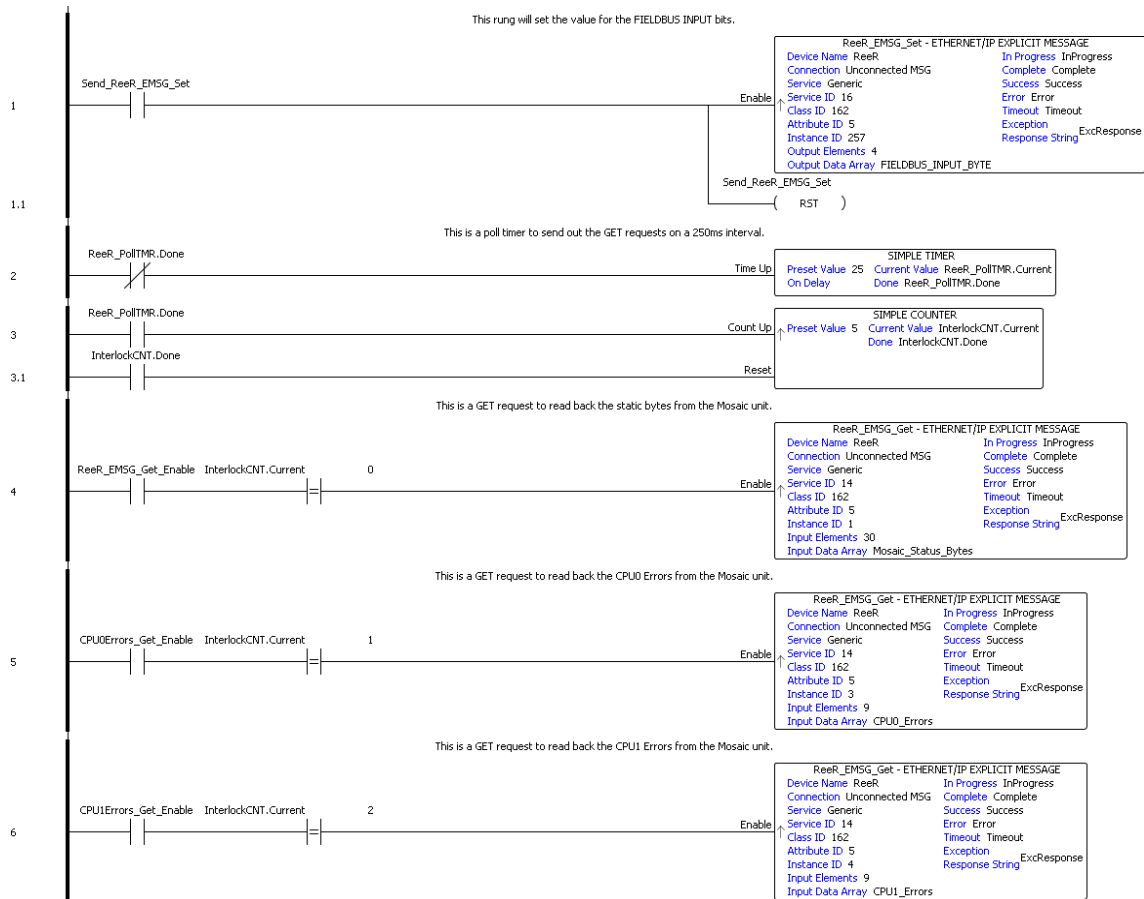 This rung will set the value for the FIELDBUS INPUT bits.
ReeR_EMSG_Set - ETHERNET/IP EXPLICIT MESSAGE
Device Name ReeR In Progress InProgress
Send_ReeR_EMSG_Set Connection Unconnected MSG Complete Complete
Service Generic Success Success
1 Enable Service ID 16 Error Error
Class ID 162 Timeout Timeout
Attribute ID 5 Exception
Instance ID 257 Response String ExcResponse
Output Elements 4
Output Data Array FIELDBUS_INPUT_BYTE
Send_ReeR_EMSG_Set
1.1 ( RST )
This is a poll timer to send out the GET requests on a 250ms interval.
ReeR_PollTMR.Done SIMPLE TIMER
2 Time Up Preset Value 25 Current Value ReeR_PollTMR.Current
On Delay Done ReeR_PollTMR.Done
ReeR_PollTMR.Done SIMPLE COUNTER
3 Count Up Preset Value 5 Current Value InterlockCNT.Current
Done InterlockCNT.Done
InterlockCNT.Done
3.1 Reset
This is a GET request to read back the static bytes from the Mosaic unit.
ReeR_EMSG_Get - ETHERNET/IP EXPLICIT MESSAGE
Device Name ReeR In Progress InProgress
Connection Unconnected MSG Complete Complete
ReeR_EMSG_Get_Enable InterlockCNT.Current 0 Service Generic Success Success
4 Enable Service ID 14 Error Error
Class ID 162 Timeout Timeout
Attribute ID 5 Exception
Instance ID 1 Response String ExcResponse
Input Elements 30
Input Data Array Mosaic_Status_Bytes
This is a GET request to read back the CPU0 Errors from the Mosaic unit.
ReeR_EMSG_Get - ETHERNET/IP EXPLICIT MESSAGE
Device Name ReeR In Progress InProgress
Connection Unconnected MSG Complete Complete
CPU0Errors_Get_Enable InterlockCNT.Current 1 Service Generic Success Success
5 Enable Service ID 14 Error Error
Class ID 162 Timeout Timeout
Attribute ID 5 Exception
Instance ID 3 Response String ExcResponse
Input Elements 9
Input Data Array CPU0_Errors
This is a GET request to read back the CPU1 Errors from the Mosaic unit.
ReeR_EMSG_Get - ETHERNET/IP EXPLICIT MESSAGE
Device Name ReeR In Progress InProgress
Connection Unconnected MSG Complete Complete
CPU1Errors_Get_Enable InterlockCNT.Current 2 Service Generic Success Success
6 Enable Service ID 14 Error Error
Class ID 162 Timeout Timeout
Attribute ID 5 Exception
Instance ID 4 Response String ExcResponse
Input Elements 9
Input Data Array CPU1_Errors